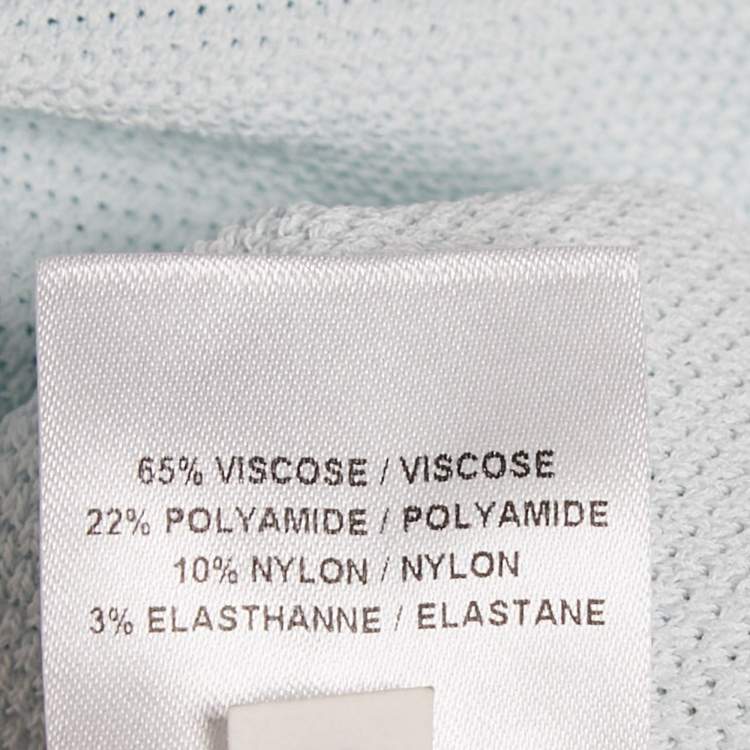 65% VISCOSE / VISCOSE
22% POLYAMIDE / POLYAMIDE
10% NYLON / NYLON
3% ELASTHANNE / ELASTANE